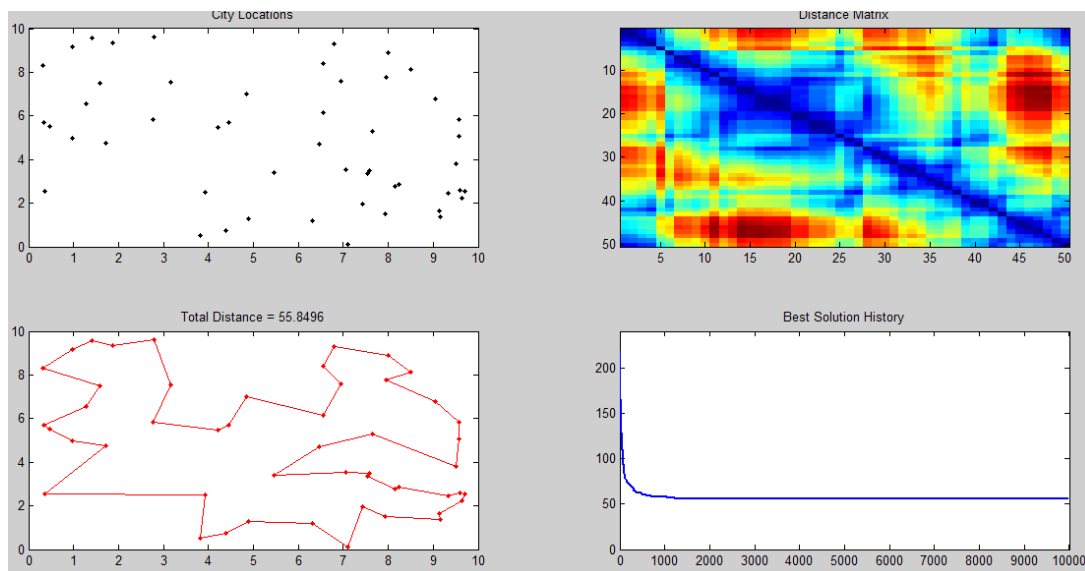 City Locations
10
8
6
4
2
0
0 1 2 3 4 5 6 7 8 9 10
Distance Matrix
10
20
30
40
50
5 10 15 20 25 30 35 40 45 50
Total Distance = 55.8496
10
8
6
4
2
0
0 1 2 3 4 5 6 7 8 9 10
Best Solution History
200
150
100
50
0
0 1000 2000 3000 4000 5000 6000 7000 8000 9000 10000